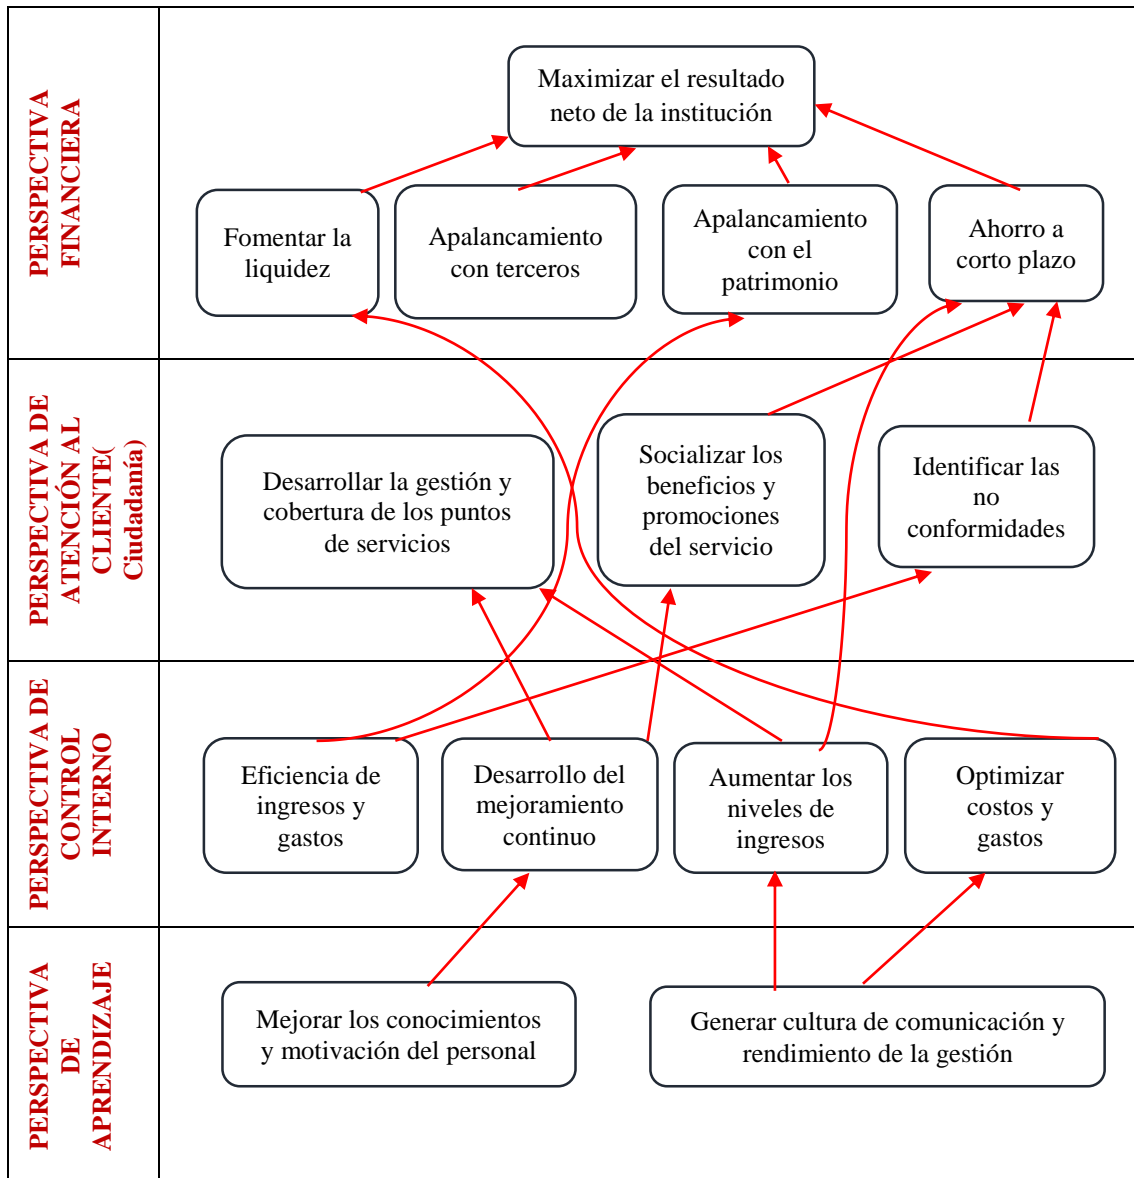 PERSPECTIVA
FINANCIERA
Maximizar el resultado
neto de la institución
Fomentar la
liquidez
Apalancamiento
con terceros
Apalancamiento
con el
patrimonio
Ahorro a
corto plazo
PERSPECTIVA DE
ATENCIÓN AL
CLIENTE(
Ciudadanía)
Desarrollar la gestión y
cobertura de los puntos
de servicios
Socializar los
beneficios y
promociones
del servicio
Identificar las
no
conformidades
PERSPECTIVA DE
CONTROL
INTERNO
Eficiencia de
ingresos y
gastos
Desarrollo del
mejoramiento
continuo
Aumentar los
niveles de
ingresos
Optimizar
costos y
gastos
PERSPECTIVA
DE
APRENDIZAJE
Mejorar los conocimientos
y motivación del personal
Generar cultura de comunicación y
rendimiento de la gestión